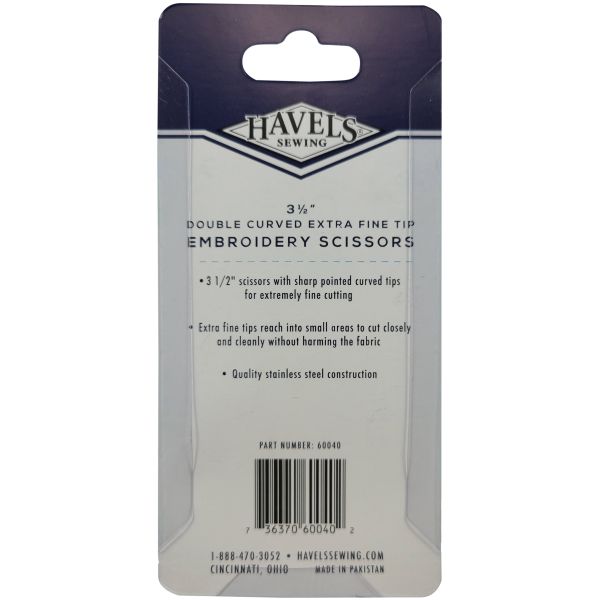 HAVELS®
SEWING
3½"
DOUBLE CURVED EXTRA FINE TIP
EMBROIDERY SCISSORS
• 3 1/2" scissors with sharp pointed curved tips
for extremely fine cutting
• Extra fine tips reach into small areas to cut closely
and cleanly without harming the fabric
• Quality stainless steel construction
PART NUMBER: 60040
7 36370 60040 2
1-888-470-3052 • HAVELSSEWING.COM
CINCINNATI, OHIO MADE IN PAKISTAN